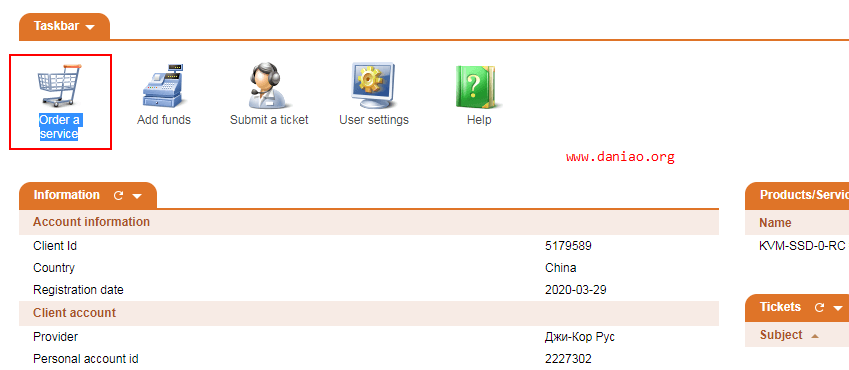 Taskbar
Order a
service
Add funds
Submit a ticket
User settings
Help
www.daniao.org
Information
Account information
Client Id 5179589
Country China
Registration date 2020-03-29
Client account
Provider Джи-Кор Рус
Personal account id 2227302
Products/Servic
Name
KVM-SSD-0-RC
Tickets
Subject